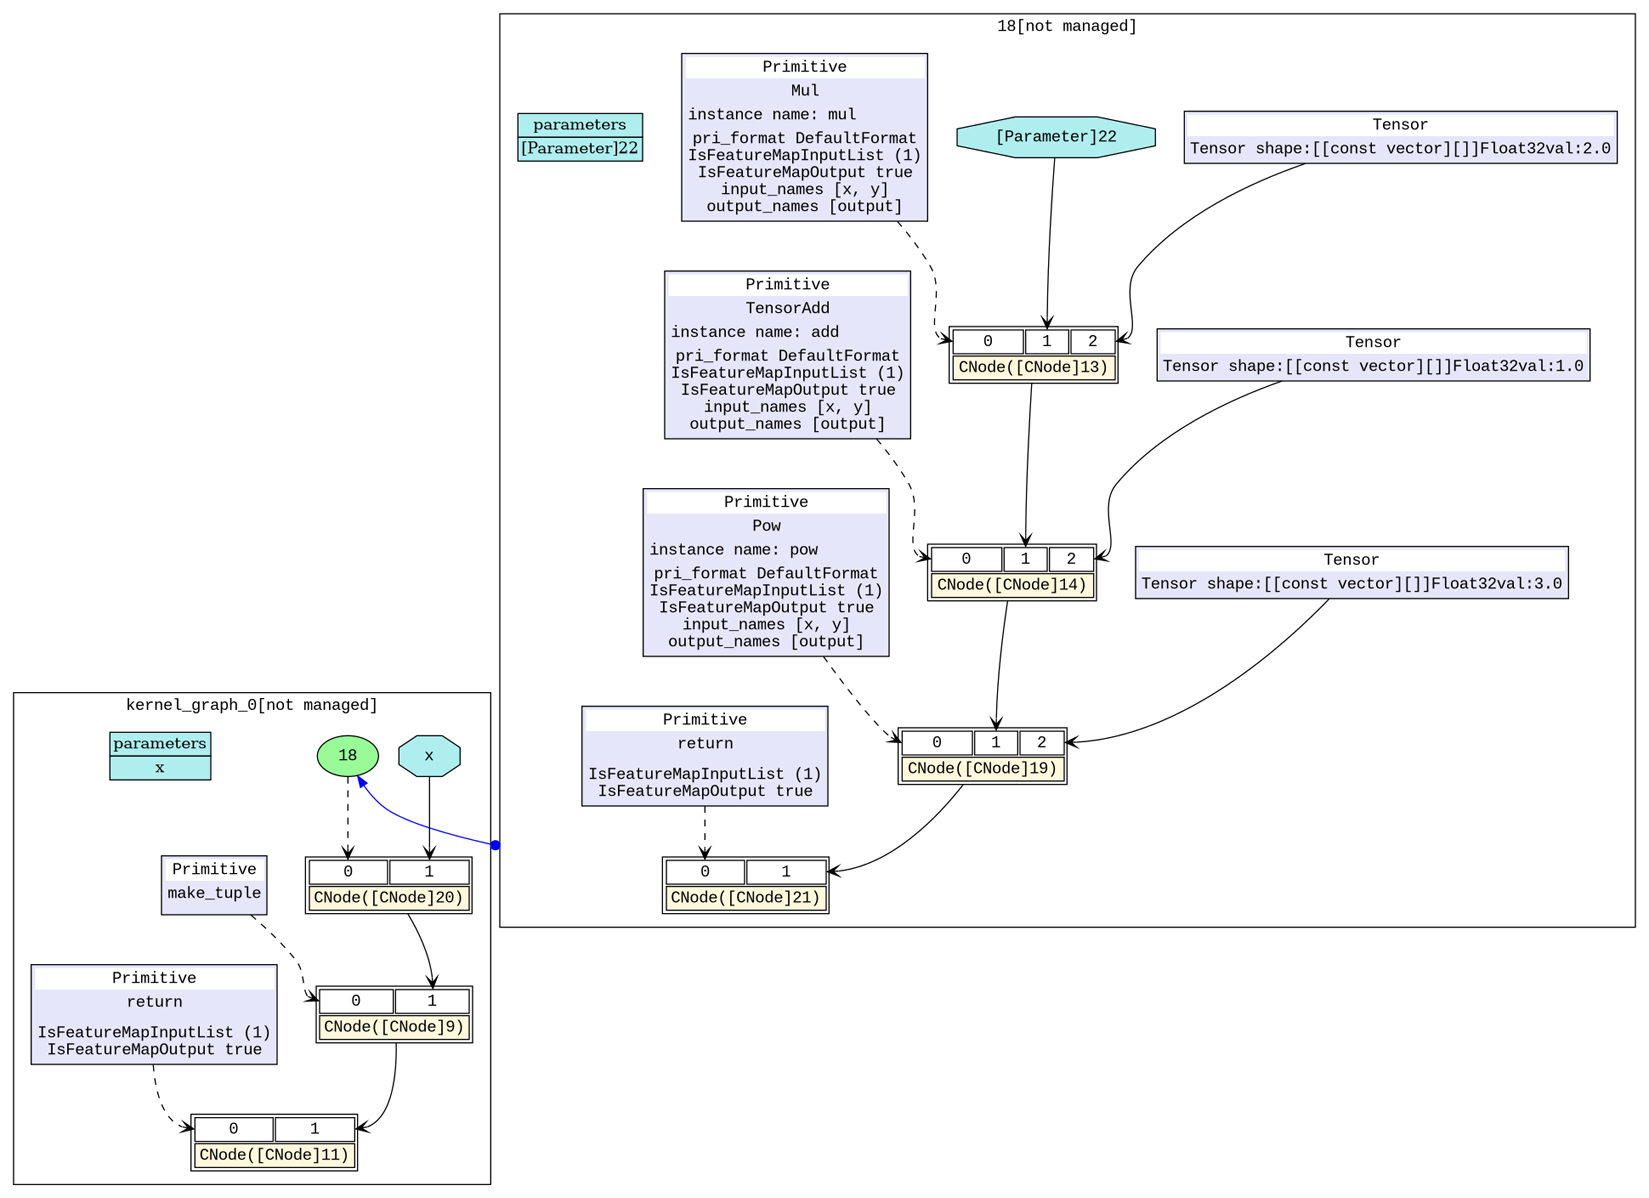 18[not managed]
parameters
[Parameter]22
Primitive
Mul
instance name: mul
pri_format DefaultFormat
IsFeatureMapInputList (1)
IsFeatureMapOutput true
input_names [x, y]
output_names [output]
[Parameter]22
Tensor
Tensor shape:[[const vector][]]Float32val:2.0
Primitive
TensorAdd
instance name: add
pri_format DefaultFormat
IsFeatureMapInputList (1)
IsFeatureMapOutput true
input_names [x, y]
output_names [output]
0 1 2
CNode([CNode]13)
Tensor
Tensor shape:[[const vector][]]Float32val:1.0
Primitive
Pow
instance name: pow
pri_format DefaultFormat
IsFeatureMapInputList (1)
IsFeatureMapOutput true
input_names [x, y]
output_names [output]
0 1 2
CNode([CNode]14)
Tensor
Tensor shape:[[const vector][]]Float32val:3.0
Primitive
return
IsFeatureMapInputList (1)
IsFeatureMapOutput true
0 1 2
CNode([CNode]19)
0 1
CNode([CNode]21)
kernel_graph_0[not managed]
parameters
x
18
x
Primitive
make_tuple
0 1
CNode([CNode]20)
Primitive
return
IsFeatureMapInputList (1)
IsFeatureMapOutput true
0 1
CNode([CNode]9)
0 1
CNode([CNode]11)